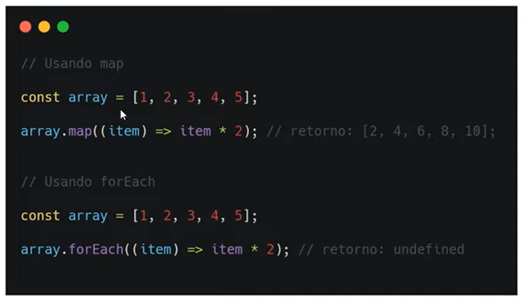 // Usando map
const array = [1, 2, 3, 4, 5];
array.map((item) => item * 2); // retorno: [2, 4, 6, 8, 10];
// Usando forEach
const array = [1, 2, 3, 4, 5];
array.forEach((item) => item * 2); // retorno: undefined